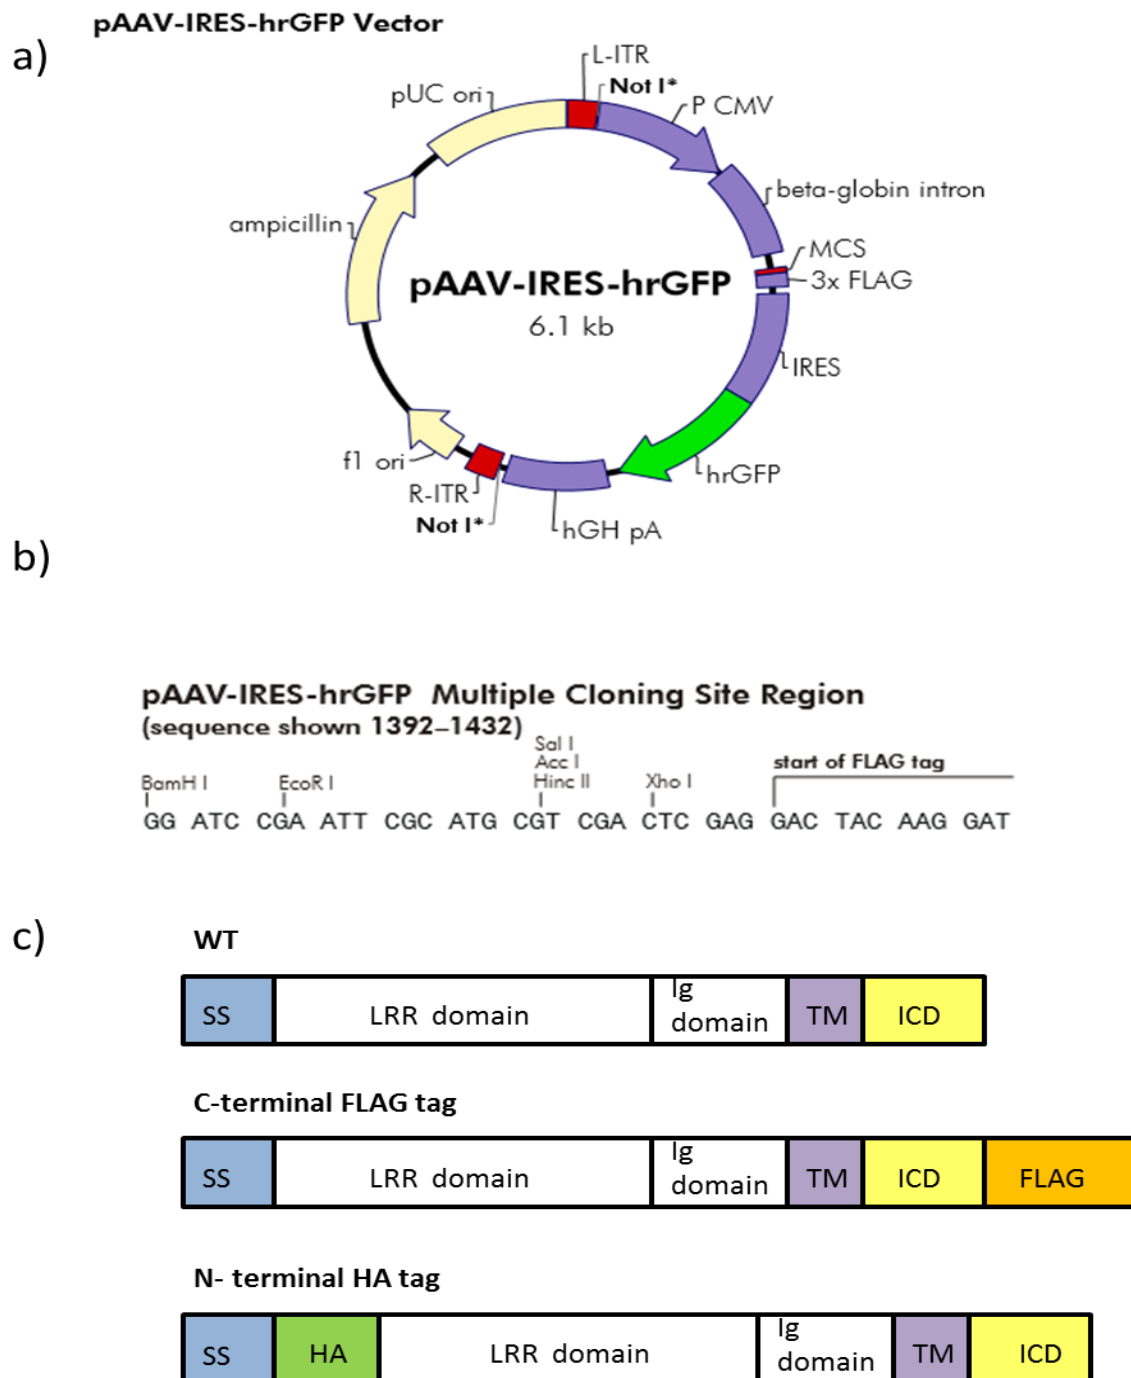 pAAV-IRES-hrGFP Vector
a)
L-ITR
Not I*
pUC ori
P CMV
beta-globin intron
ampicillin
MCS
pAAV-IRES-hrGFP
3x FLAG
6.1 kb
IRES
f1 ori
hrGFP
R-ITR
Not I*
hGH pA
b)
pAAV-IRES-hrGFP Multiple Cloning Site Region
(sequence shown 1392–1432)
Sal I
Acc I
start of FLAG tag
BamH I EcoR I Hinc II Xho I
GG ATC CGA ATT CGC ATG CGT CGA CTC GAG GAC TAC AAG GAT
c)
WT
SS LRR domain Ig domain TM ICD
C-terminal FLAG tag
SS LRR domain Ig domain TM ICD FLAG
N- terminal HA tag
SS HA LRR domain Ig domain TM ICD